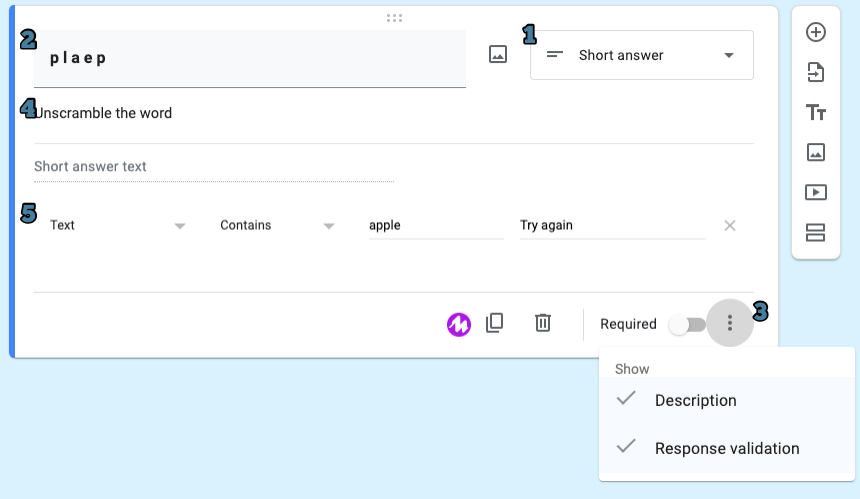 1
2
p l a e p
Short answer
4
Unscramble the word
Short answer text
5
Text Contains apple Try again
Required
3
Show
Description
Response validation